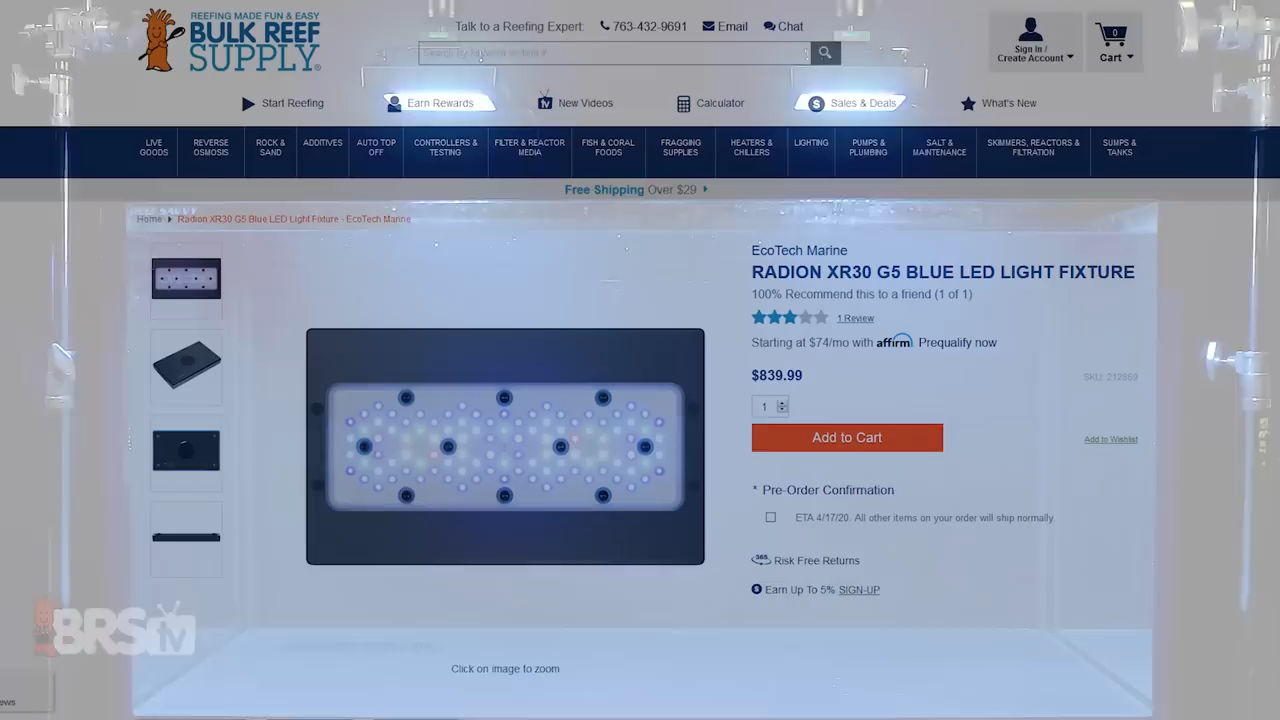 REEFING MADE FUN & EASY
BULK REEF
SUPPLY
Talk to a Reefing Expert: 763-432-9691 Email Chat
Sign In /
Create Account
0
Cart
Start Reefing
Earn Rewards
tv New Videos
Calculator
$ Sales & Deals
What's New
LIVE GOODS
REVERSE OSMOSIS
ROCK & SAND
ADDITIVES
AUTO TOP OFF
CONTROLLERS & TESTING
FILTER & REACTOR MEDIA
FISH & CORAL FOODS
FRAGGING SUPPLIES
HEATERS & CHILLERS
LIGHTING
PUMPS & PLUMBING
SALT & MAINTENANCE
SKIMMERS, REACTORS & FILTRATION
SUMPS & TANKS
Free Shipping Over $29
Home Radion XR30 G5 Blue LED Light Fixture - EcoTech Marine
EcoTech Marine
RADION XR30 G5 BLUE LED LIGHT FIXTURE
100% Recommend this to a friend (1 of 1)
1 Review
Starting at $74/mo with affirm. Prequalify now
$839.99
SKU: 212659
1
Add to Cart
Add to Wishlist
* Pre-Order Confirmation
ETA 4/17/20. All other items on your order will ship normally.
365 Risk Free Returns
$ Earn Up To 5% SIGN-UP
BRStv
Click on image to zoom